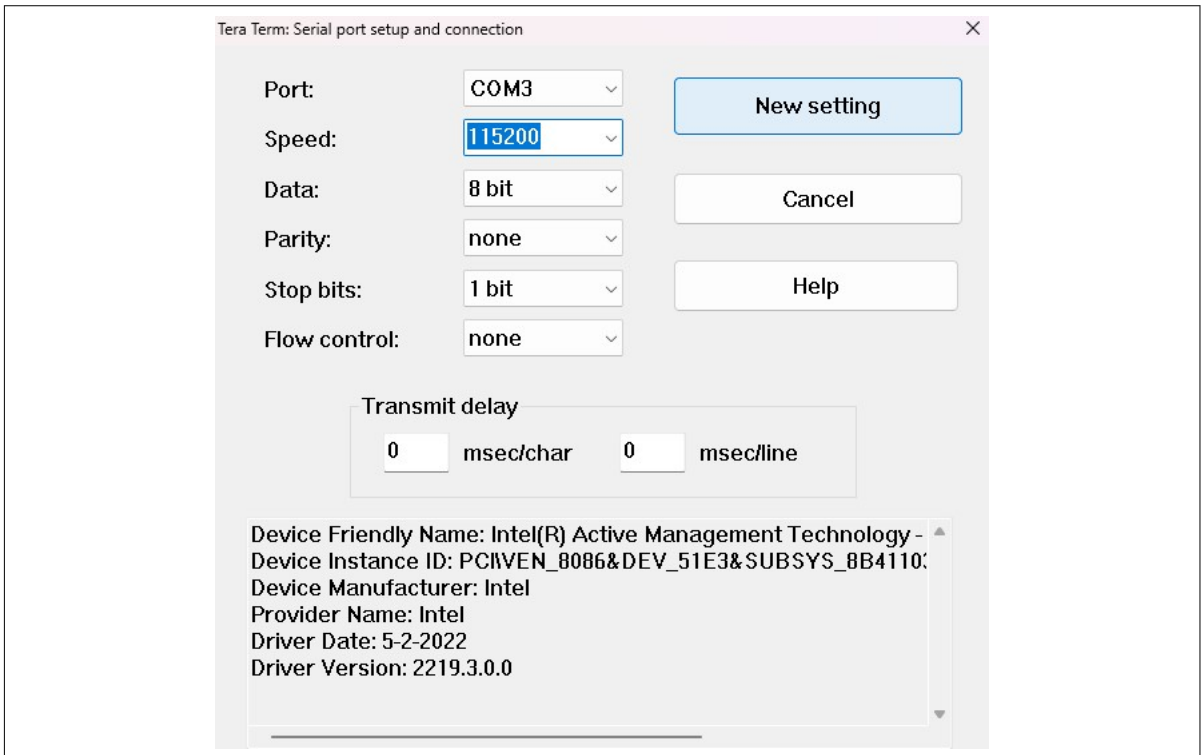 Tera Term: Serial port setup and connection
Port: COM3
New setting
Speed: 115200
Data: 8 bit
Cancel
Parity: none
Stop bits: 1 bit
Help
Flow control: none
Transmit delay
0 msec/char 0 msec/line
Device Friendly Name: Intel(R) Active Management Technology -
Device Instance ID: PCI\VEN_8086&DEV_51E3&SUBSYS_8B4110
Device Manufacturer: Intel
Provider Name: Intel
Driver Date: 5-2-2022
Driver Version: 2219.3.0.0